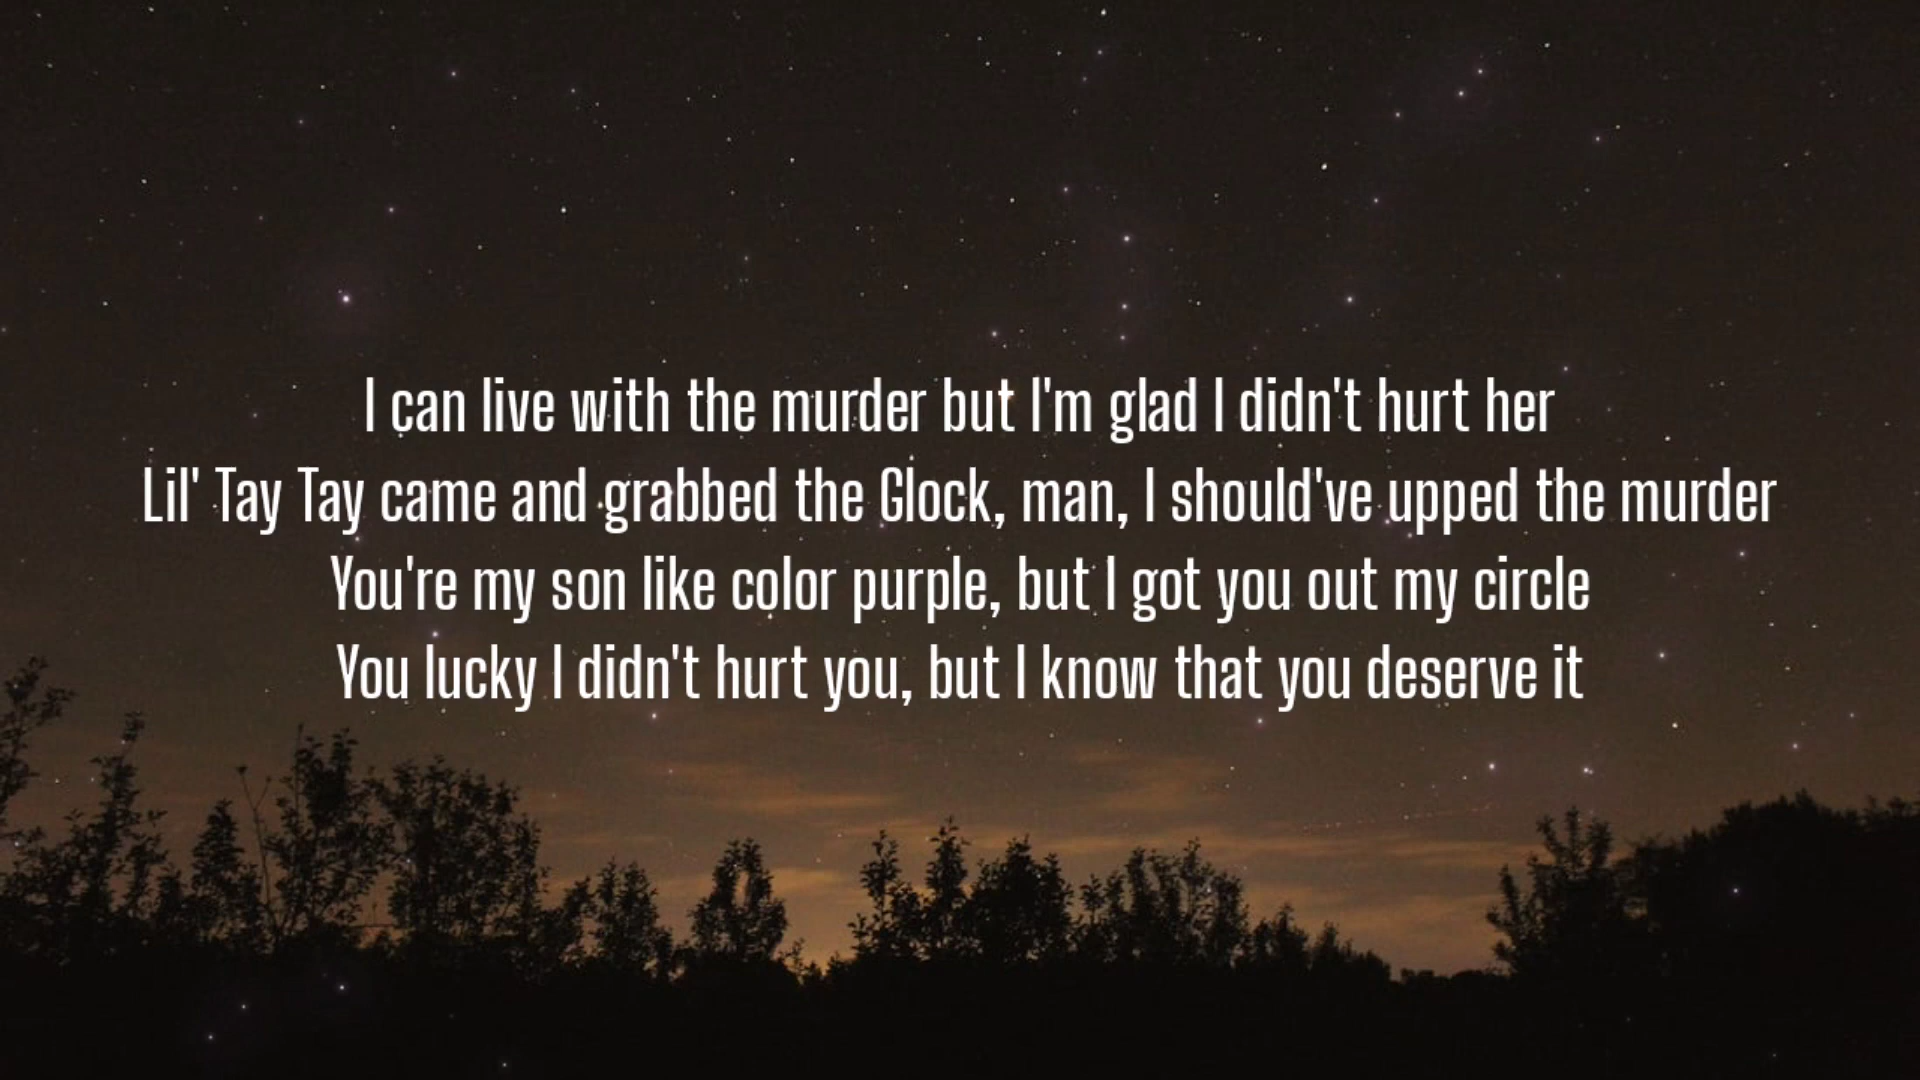 I can live with the murder but I'm glad I didn't hurt her
Lil' Tay Tay came and grabbed the Glock, man, I should've upped the murder
You're my son like color purple, but I got you out my circle
You lucky I didn't hurt you, but I know that you deserve it